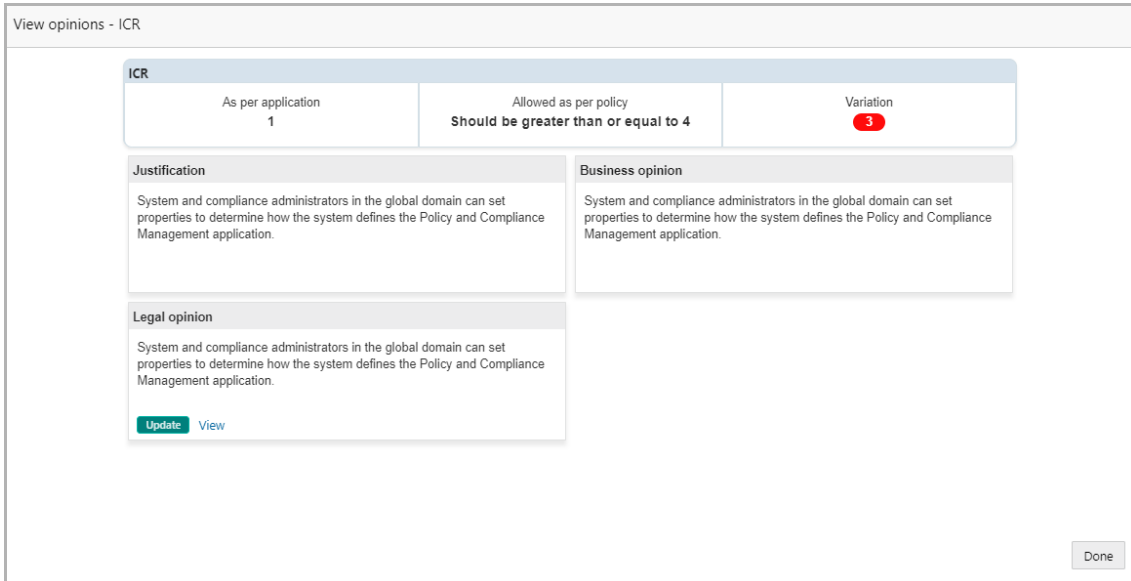 View opinions - ICR
ICR
As per application
1
Allowed as per policy
Should be greater than or equal to 4
Variation
3
Justification
System and compliance administrators in the global domain can set
properties to determine how the system defines the Policy and Compliance
Management application.
Business opinion
System and compliance administrators in the global domain can set
properties to determine how the system defines the Policy and Compliance
Management application.
Legal opinion
System and compliance administrators in the global domain can set
properties to determine how the system defines the Policy and Compliance
Management application.
Update View
Done